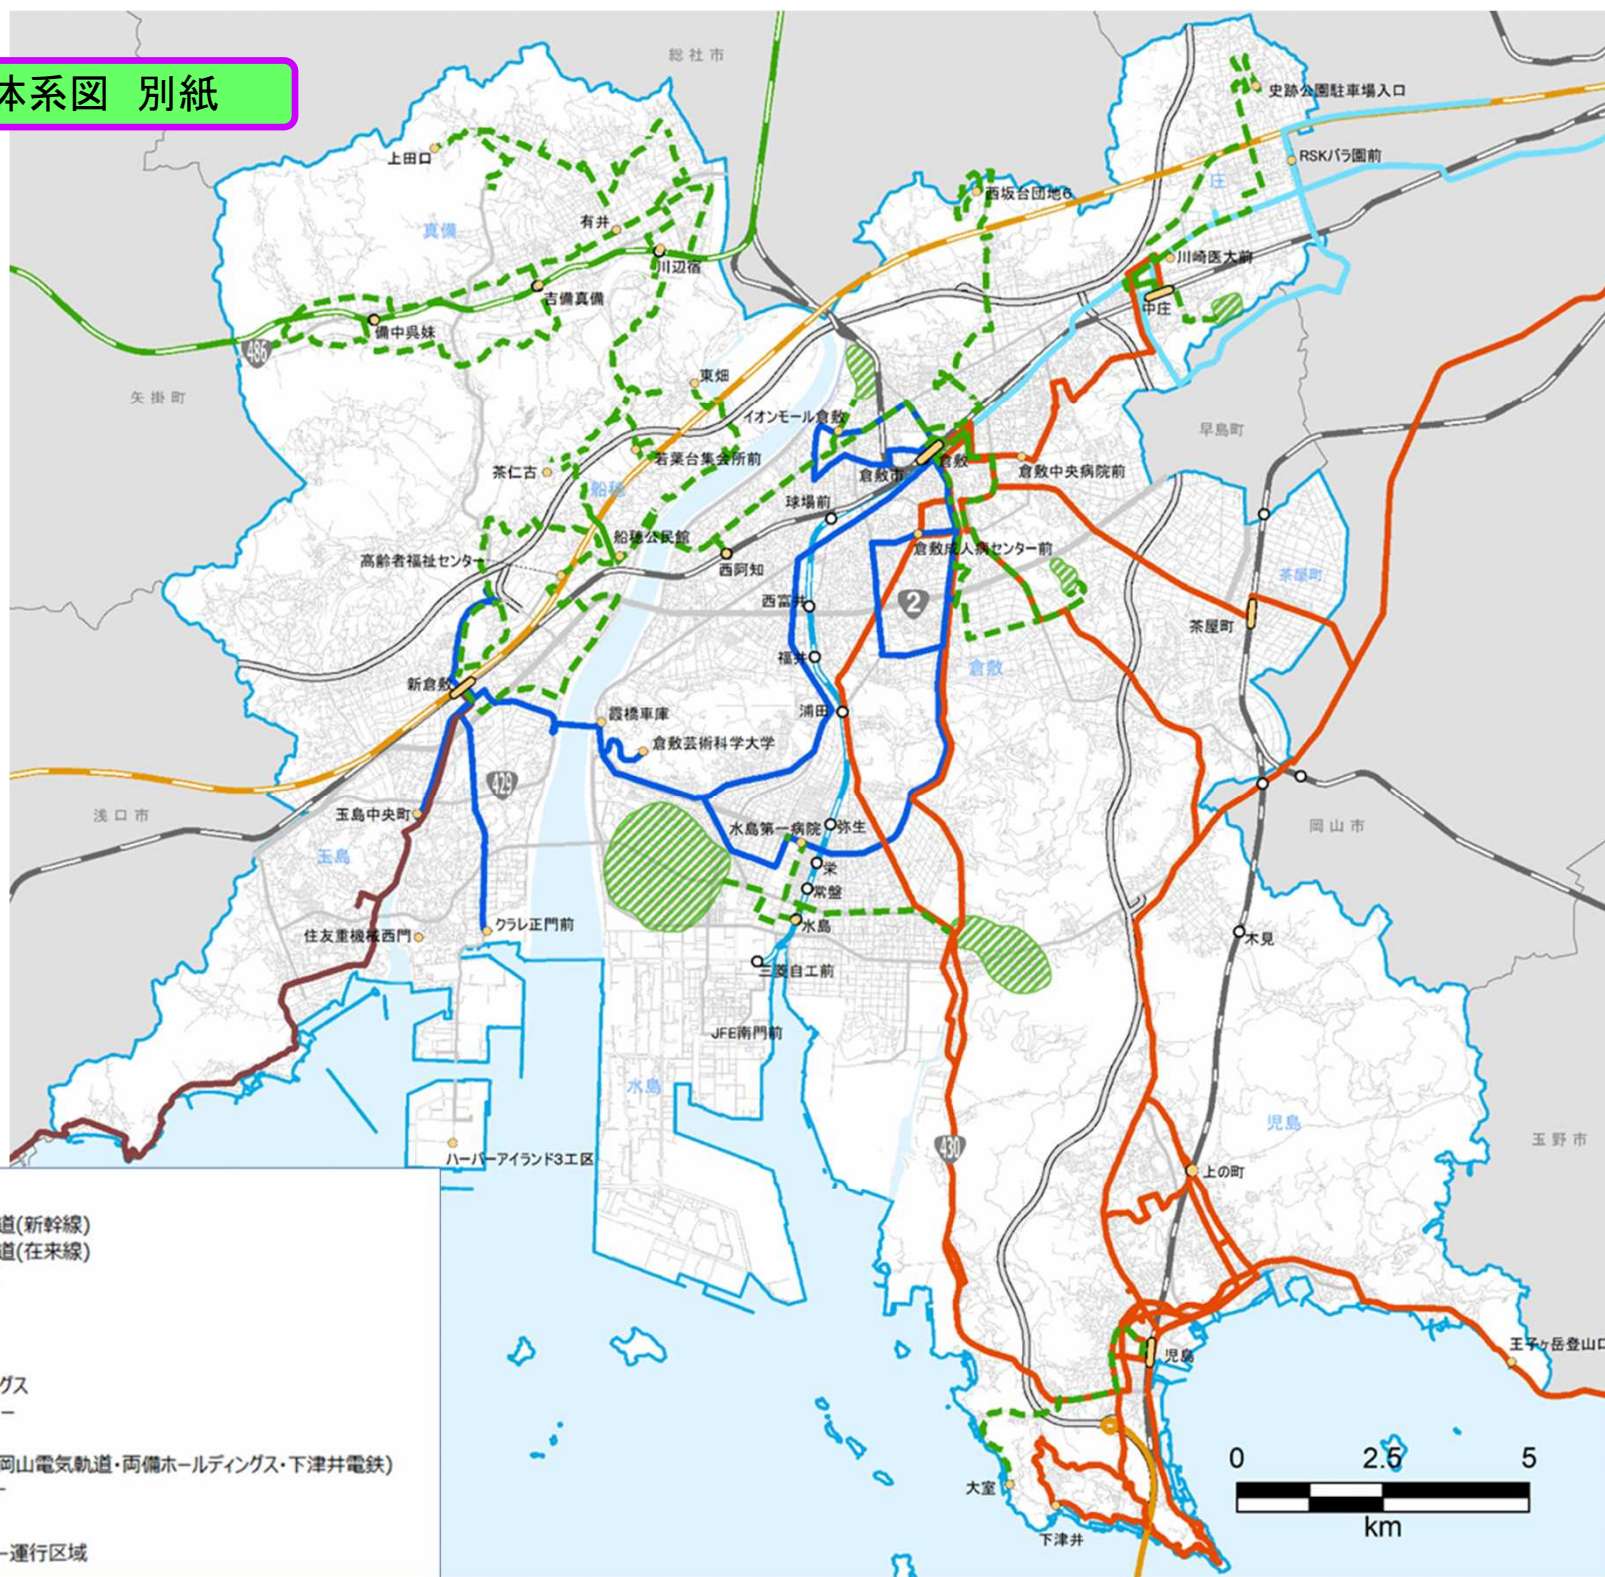 体系図　別紙
総社市
史跡公園駐車場入口
上田口
RSKバラ園前
庄
西坂台団地6
有井
真備
川辺宿
川崎医大前
吉備真備
中庄
備中呉妹
486
東畑
矢掛町
イオンモール倉敷
早島町
若葉台集会所前
倉敷
倉敷市
倉敷中央病院前
茶仁古
船穂
球場前
船穂公民館
倉敷成人病センター前
高齢者福祉センター
西阿知
茶屋町
西富井
2
茶屋町
福井
倉敷
新倉敷
浦田
霞橋車庫
倉敷芸術科学大学
429
玉島中央町
浅口市
水島第一病院
弥生
岡山市
玉島
栄
常盤
クラレ正門前
水島
住友重機械西門
木見
三菱自工前
JFE南門前
水島
児島
玉野市
430
ハーバーアイランド3工区
上の町
道(新幹線)
道(在来線)
王子ヶ岳登山口
児島
グス
ー
岡山電気軌道・両備ホールディングス・下津井電鉄)
ー
0 2.5 5
km
大室
下津井
ー運行区域